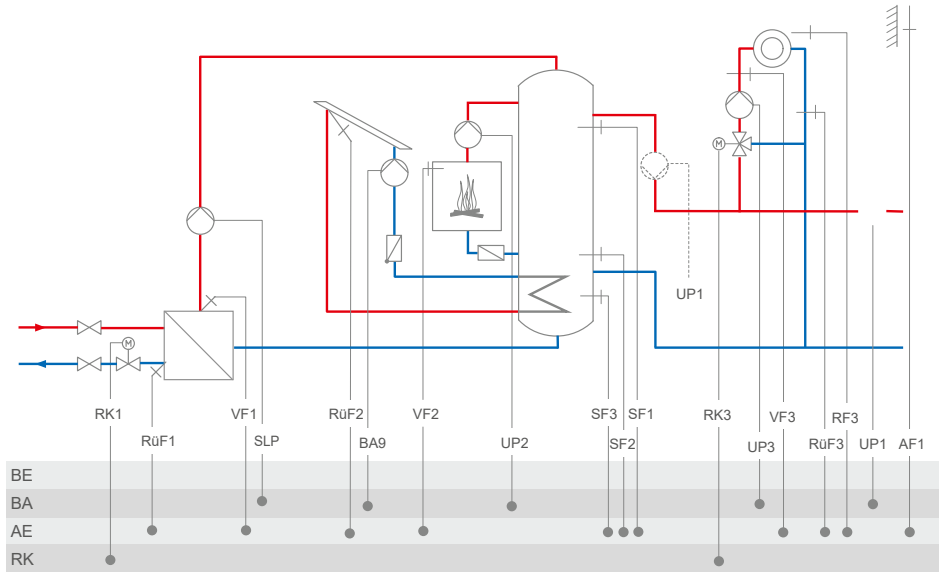 M
UP1
M
RK1
VF1
RüF2
VF2
SF3
SF1
RK3
VF3
RF3
RüF1
SLP
BA9
UP2
SF2
UP3
RüF3
UP1
AF1
BE
BA
AE
RK